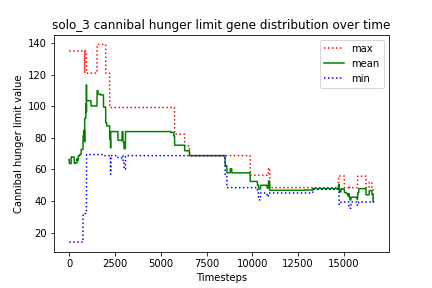 solo_3 cannibal hunger limit gene distribution over time
Cannibal hunger limit value
140
120
100
80
60
40
20
max
mean
min
0
2500
5000
7500
10000
12500
15000
Timesteps